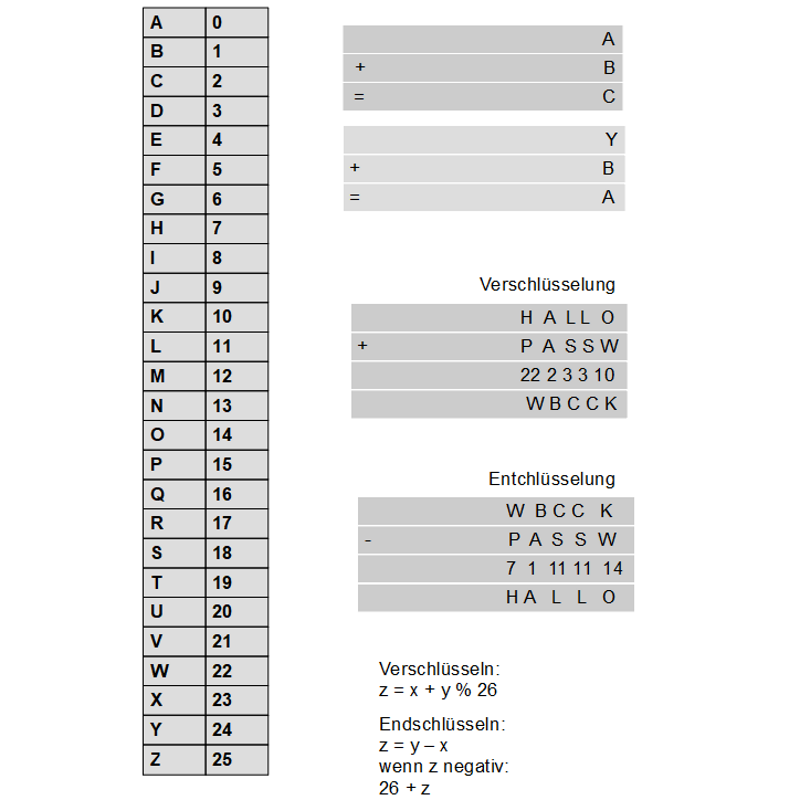 A 0
B 1
C 2
D 3
E 4
F 5
G 6
H 7
I 8
J 9
K 10
L 11
M 12
N 13
O 14
P 15
Q 16
R 17
S 18
T 19
U 20
V 21
W 22
X 23
Y 24
Z 25
A
+ B
= C
Y
+ B
= A
Verschlüsselung
H A L L O
+ P A S S W
22 2 3 3 10
W B C C K
Entchlüsselung
W B C C K
- P A S S W
7 1 11 11 14
H A L L O
Verschlüsseln:
z = x + y % 26
Endschlüsseln:
z = y – x
wenn z negativ:
26 + z